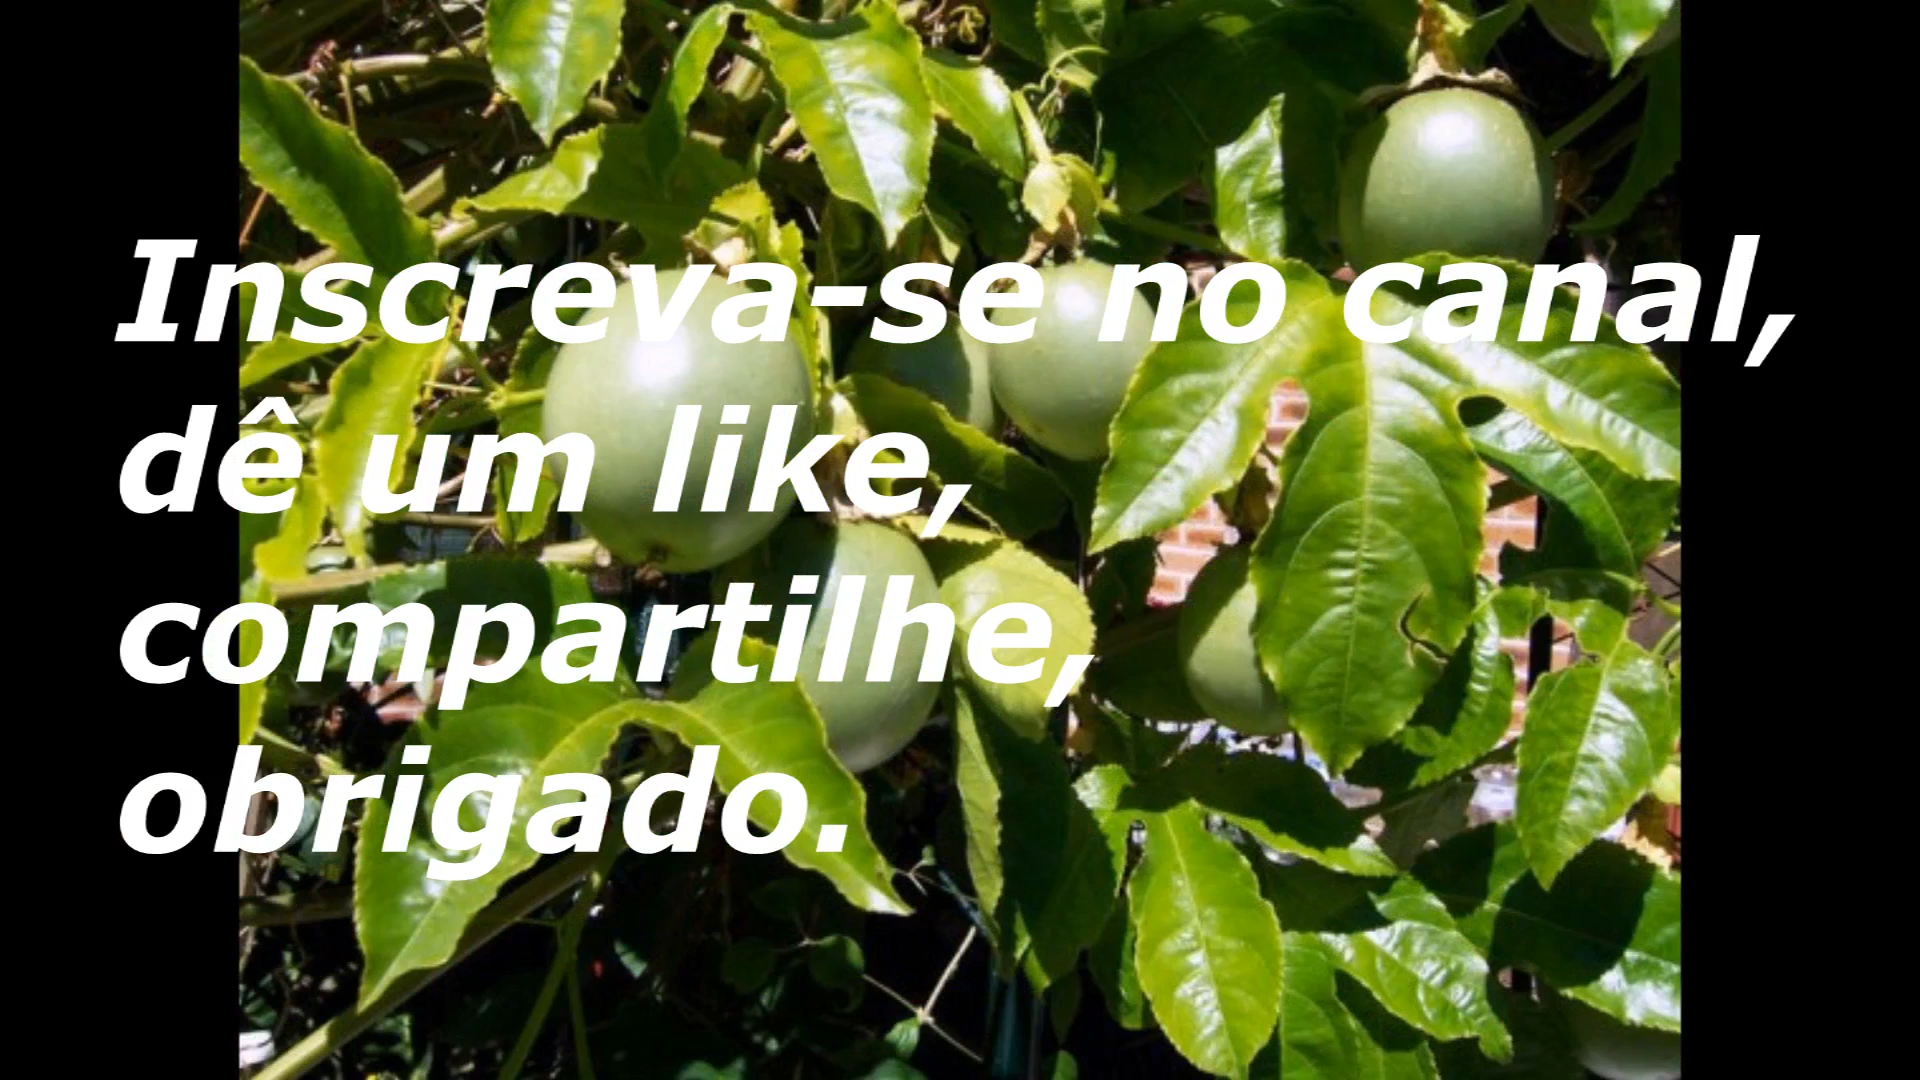 Inscreva-se no canal,
dê um like,
compartilhe,
obrigado.